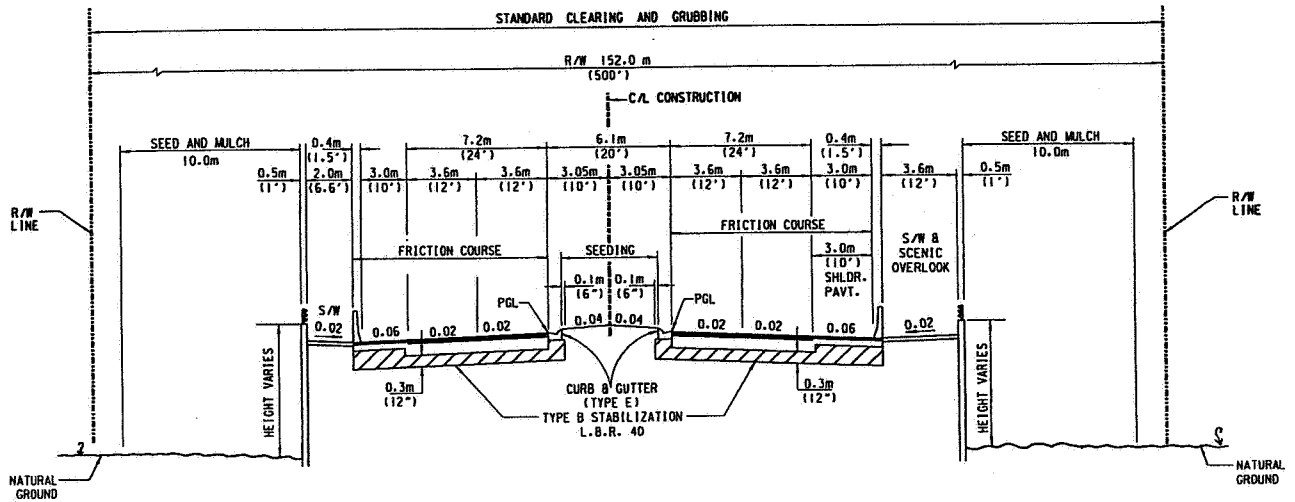 STANDARD CLEARING AND GRUBBING
R/W 152.0 m
(500')
C/L CONSTRUCTION
SEED AND MULCH
10.0m
0.4m
(1.5')
7.2m
(24')
6.1m
(20')
7.2m
(24')
0.4m
(1.5')
SEED AND MULCH
10.0m
0.5m
(1')
2.0m
(6.6')
3.0m
(10')
3.6m
(12')
3.6m
(12')
3.05m
(10')
3.05m
(10')
3.6m
(12')
3.6m
(12')
3.0m
(10')
3.6m
(12')
0.5m
(1')
R/W
LINE
R/W
LINE
FRICTION COURSE
SEEDING
FRICTION COURSE
3.0m
(10')
SHLDR.
PAVT.
S/W &
SCENIC
OVERLOOK
0.1m
(6")
0.1m
(6")
PGL
PGL
S/W
0.02
0.06
0.02
0.02
0.04
0.04
0.02
0.02
0.06
0.02
HEIGHT VARIES
HEIGHT VARIES
0.3m
(12")
CURB & GUTTER
(TYPE E)
TYPE B STABILIZATION
L.B.R. 40
0.3m
(12")
NATURAL
GROUND
NATURAL
GROUND